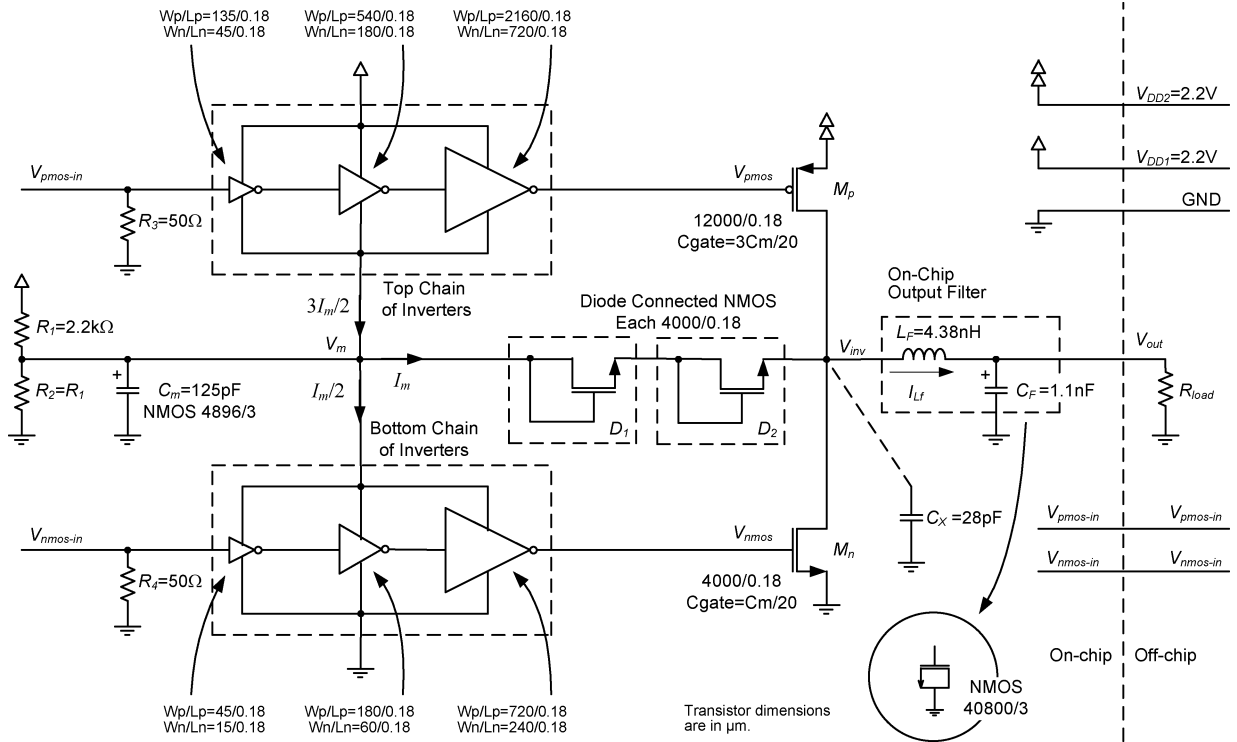 Wp/Lp=135/0.18
Wn/Ln=45/0.18
Wp/Lp=540/0.18
Wn/Ln=180/0.18
Wp/Lp=2160/0.18
Wn/Ln=720/0.18
VDD2=2.2V
VDD1=2.2V
GND
Vpmos-in
R3=50Ω
Vpmos
Mp
12000/0.18
Cgate=3Cm/20
Top Chain
of Inverters
3Im/2
Diode Connected NMOS
Each 4000/0.18
On-Chip
Output Filter
R1=2.2kΩ
Vm
Im
LF=4.38nH
Vinv
Vout
R2=R1
+
Cm=125pF
NMOS 4896/3
Im/2
ILf
+
CF=1.1nF
Rload
D1
D2
Bottom Chain
of Inverters
Vnmos-in
R4=50Ω
Vnmos
Mn
4000/0.18
Cgate=Cm/20
CX =28pF
Vpmos-in
Vpmos-in
Vnmos-in
Vnmos-in
On-chip
Off-chip
NMOS
40800/3
Wp/Lp=45/0.18
Wn/Ln=15/0.18
Wp/Lp=180/0.18
Wn/Ln=60/0.18
Wp/Lp=720/0.18
Wn/Ln=240/0.18
Transistor dimensions
are in µm.